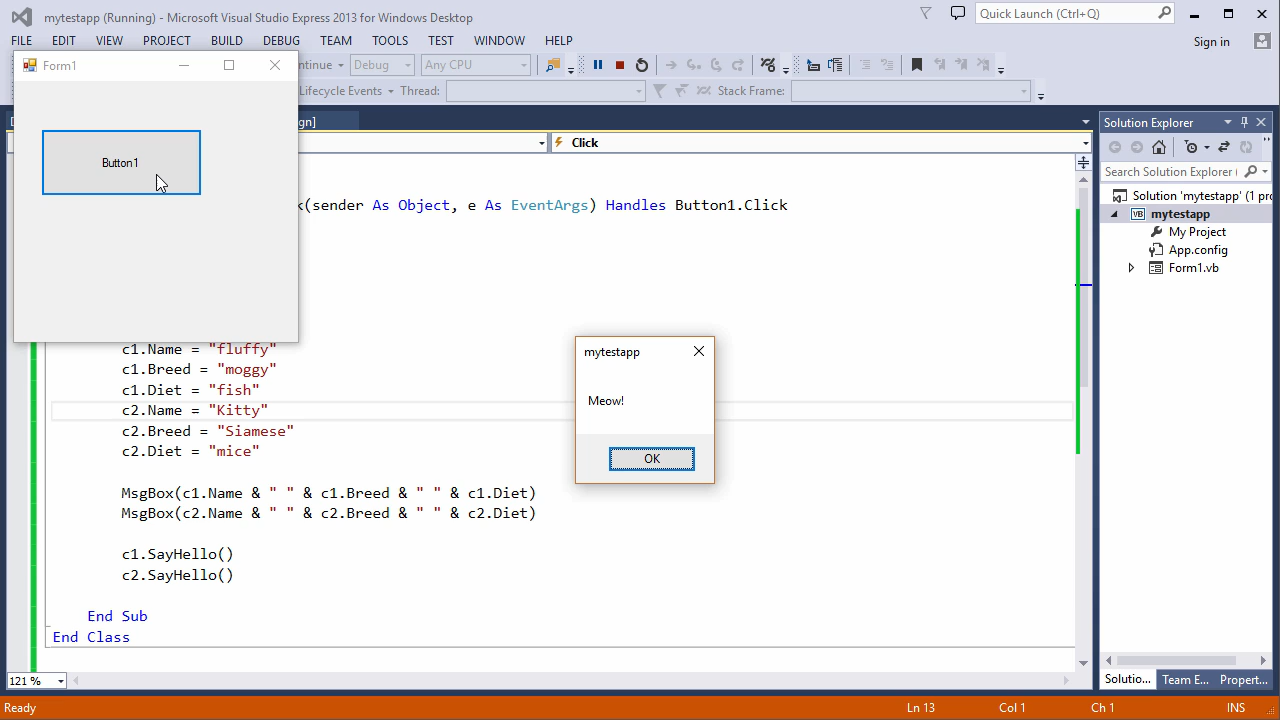 mytestapp (Running) - Microsoft Visual Studio Express 2013 for Windows Desktop
Quick Launch (Ctrl+Q)
FILE EDIT VIEW PROJECT BUILD DEBUG TEAM TOOLS TEST WINDOW HELP
Sign in
Form1
ntinue Debug Any CPU
Lifecycle Events Thread: Stack Frame:
gn]
Solution Explorer
Click
Button1
Search Solution Explorer (
Solution 'mytestapp' (1 pro
k(sender As Object, e As EventArgs) Handles Button1.Click
mytestapp
My Project
App.config
Form1.vb
c1.Name = "fluffy"
c1.Breed = "moggy"
c1.Diet = "fish"
c2.Name = "Kitty"
c2.Breed = "Siamese"
c2.Diet = "mice"
mytestapp
Meow!
OK
MsgBox(c1.Name & " " & c1.Breed & " " & c1.Diet)
MsgBox(c2.Name & " " & c2.Breed & " " & c2.Diet)
c1.SayHello()
c2.SayHello()
End Sub
End Class
121 %
Solutio... Team E... Propert...
Ready Ln 13 Col 1 Ch 1 INS